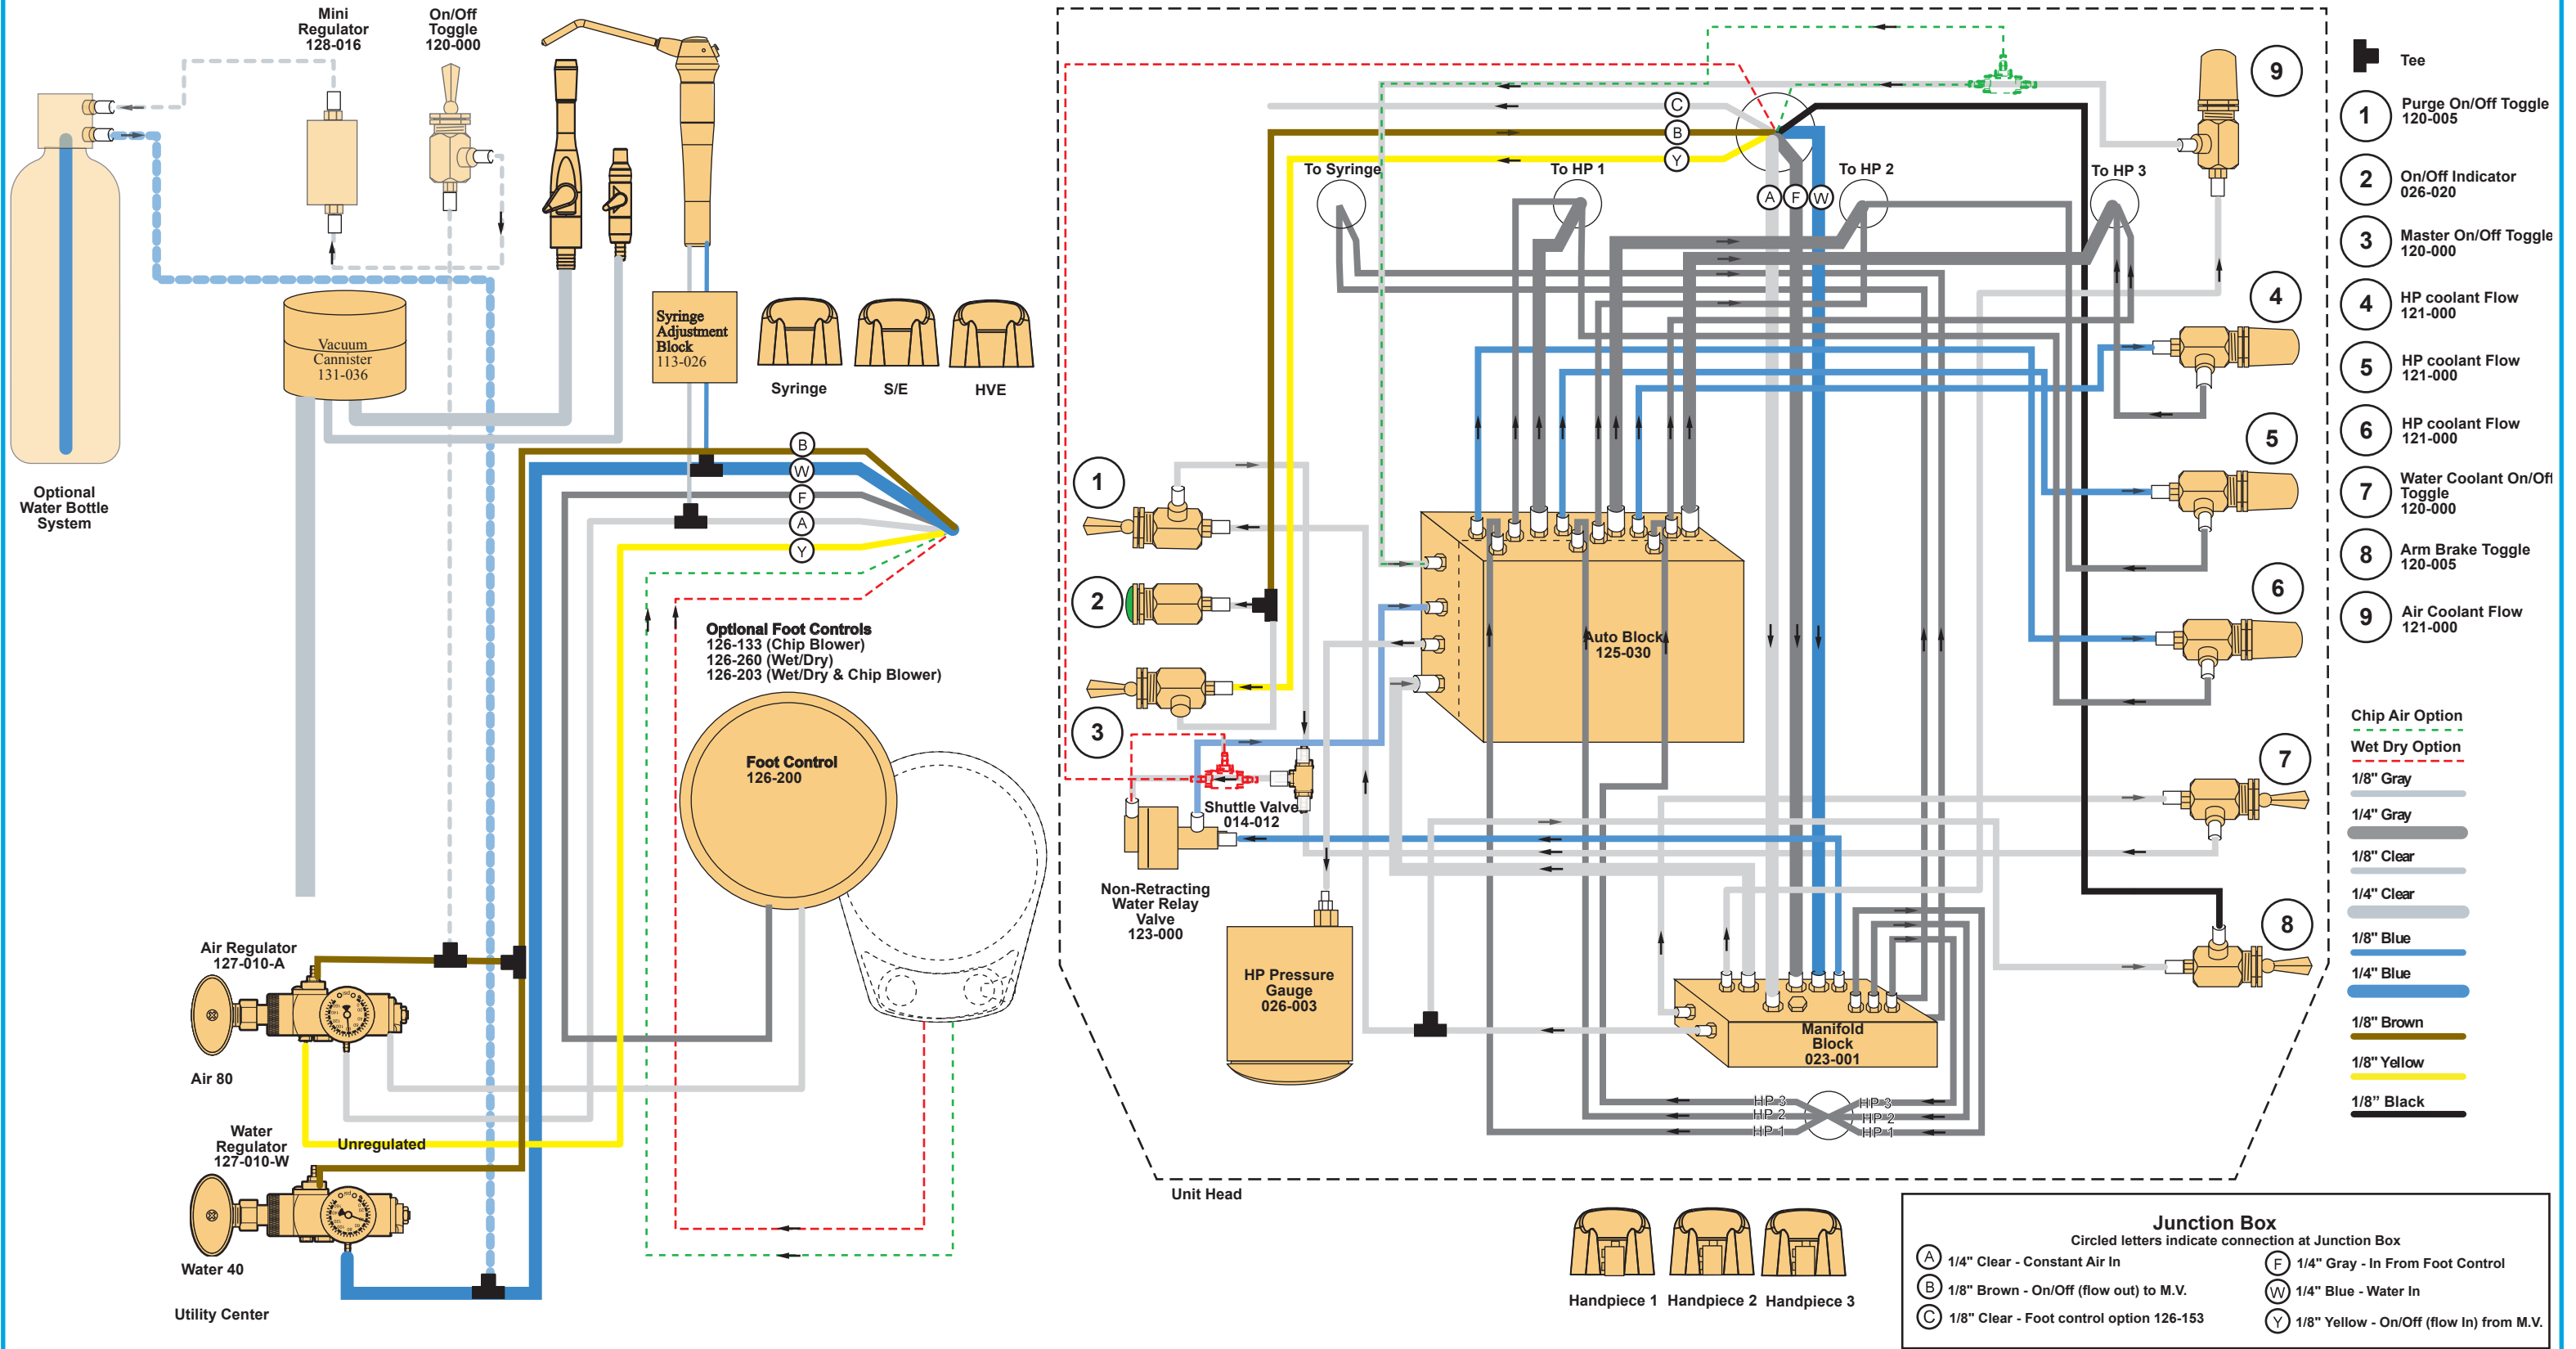 Mini
Regulator
128-016
On/Off
Toggle
120-000
Optional
Water Bottle
System
Vacuum
Cannister
131-036
Syringe
Adjustment
Block
113-026
Syringe
S/E
HVE
B
W
F
A
Y
Optional Foot Controls
126-133 (Chip Blower)
126-260 (Wet/Dry)
126-203 (Wet/Dry & Chip Blower)
Foot Control
126-200
Air Regulator
127-010-A
Air 80
Water
Regulator
127-010-W
Unregulated
Water 40
Utility Center
C
B
Y
To Syringe
To HP 1
A
F
W
To HP 2
To HP 3
9
4
5
6
7
8
1
2
3
Auto Block
125-030
Shuttle Valve
014-012
Non-Retracting
Water Relay
Valve
123-000
HP Pressure
Gauge
026-003
Manifold
Block
023-001
HP 3
HP 2
HP 1
HP 3
HP 2
HP 1
Unit Head
Handpiece 1
Handpiece 2
Handpiece 3
Tee
1 Purge On/Off Toggle
120-005
2 On/Off Indicator
026-020
3 Master On/Off Toggle
120-000
4 HP coolant Flow
121-000
5 HP coolant Flow
121-000
6 HP coolant Flow
121-000
7 Water Coolant On/Off
Toggle
120-000
8 Arm Brake Toggle
120-005
9 Air Coolant Flow
121-000
Chip Air Option
Wet Dry Option
1/8" Gray
1/4" Gray
1/8" Clear
1/4" Clear
1/8" Blue
1/4" Blue
1/8" Brown
1/8" Yellow
1/8” Black
Junction Box
Circled letters indicate connection at Junction Box
A 1/4" Clear - Constant Air In
B 1/8" Brown - On/Off (flow out) to M.V.
C 1/8" Clear - Foot control option 126-153
F 1/4" Gray - In From Foot Control
W 1/4" Blue - Water In
Y 1/8" Yellow - On/Off (flow In) from M.V.